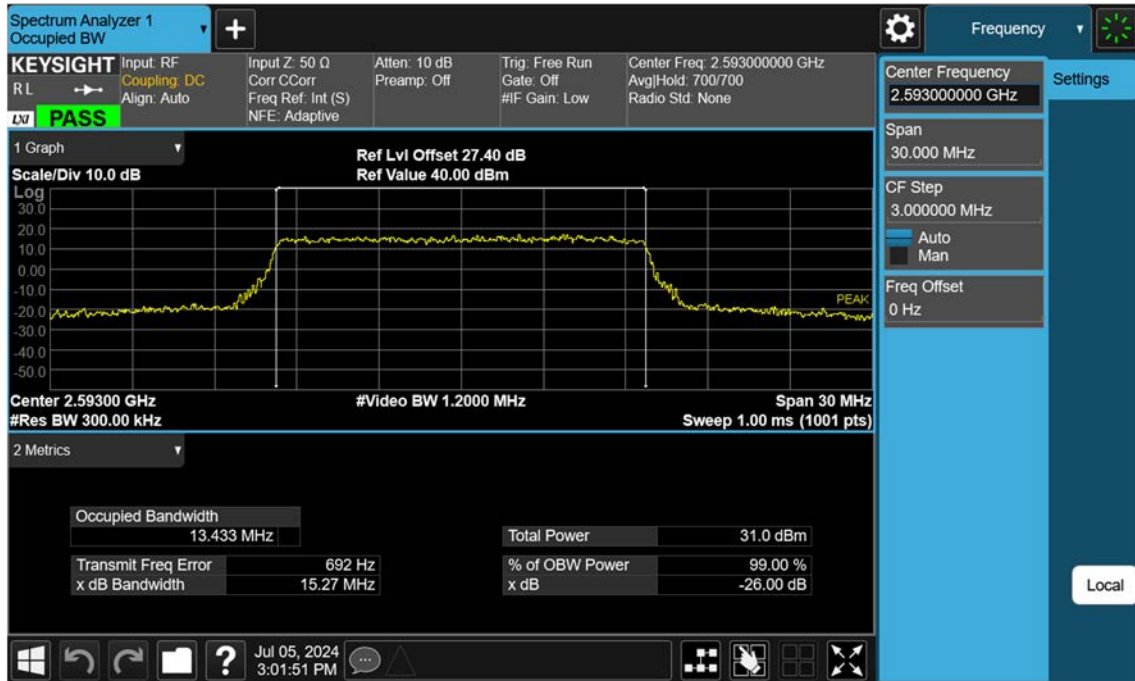 Spectrum Analyzer 1
Occupied BW
+
Frequency
KEYSIGHT
RL
LXI PASS
Input: RF
Coupling: DC
Align: Auto
Input Z: 50 Ω
Corr CCorr
Freq Ref: Int (S)
NFE: Adaptive
Atten: 10 dB
Preamp: Off
Trig: Free Run
Gate: Off
#IF Gain: Low
Center Freq: 2.593000000 GHz
Avg|Hold: 700/700
Radio Std: None
1 Graph
Scale/Div 10.0 dB
Ref Lvl Offset 27.40 dB
Ref Value 40.00 dBm
Log
30.0
20.0
10.0
0.00
-10.0
-20.0
-30.0
-40.0
-50.0
PEAK
Center 2.59300 GHz
#Res BW 300.00 kHz
#Video BW 1.2000 MHz
Span 30 MHz
Sweep 1.00 ms (1001 pts)
2 Metrics
Occupied Bandwidth
13.433 MHz
Transmit Freq Error 692 Hz
x dB Bandwidth 15.27 MHz
Total Power 31.0 dBm
% of OBW Power 99.00 %
x dB -26.00 dB
?
Jul 05, 2024
3:01:51 PM
Center Frequency
2.593000000 GHz
Span
30.000 MHz
CF Step
3.000000 MHz
Auto
Man
Freq Offset
0 Hz
Settings
Local